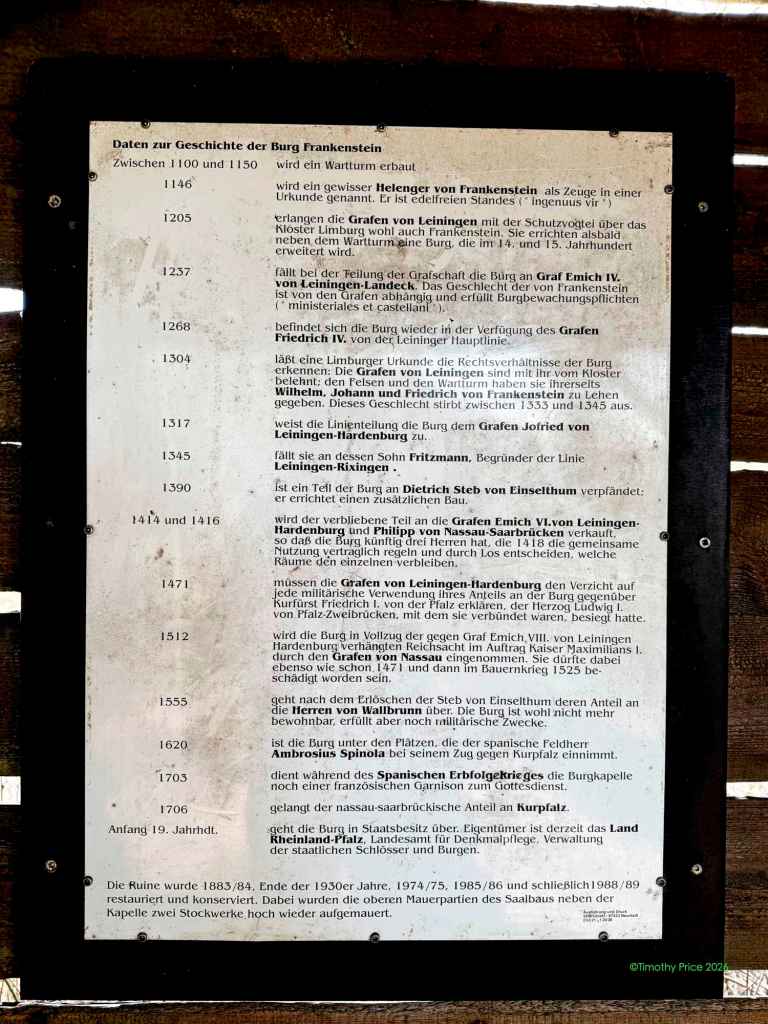 Daten zur Geschichte der Burg Frankenstein
Zwischen 1100 und 1150 wird ein Wartturm erbaut
1146 wird ein gewisser Helenger von Frankenstein als Zeuge in einer
Urkunde genannt. Er ist edelfreien Standes (" ingenuus vir ")
1205 erlangen die Grafen von Leiningen mit der Schutzvogtei über das
Kloster Limburg wohl auch Frankenstein. Sie errichten alsbald
neben dem Wartturm eine Burg, die im 14. und 15. Jahrhundert
erweitert wird.
1237 fällt bei der Teilung der Grafschaft die Burg an Graf Emich IV.
von Leiningen-Landeck. Das Geschlecht der von Frankenstein
ist von den Grafen abhängig und erfüllt Burgbewachungspflichten
(" ministeriales et castellani ").
1268 befindet sich die Burg wieder in der Verfügung des Grafen
Friedrich IV. von der Leininger Hauptlinie.
1304 läßt eine Limburger Urkunde die Rechtsverhältnisse der Burg
erkennen: Die Grafen von Leiningen sind mit ihr vom Kloster
belehnt; den Felsen und den Wartturm haben sie ihrerseits
Wilhelm, Johann und Friedrich von Frankenstein zu Lehen
gegeben. Dieses Geschlecht stirbt zwischen 1333 und 1345 aus.
1317 weist die Linienteilung die Burg dem Grafen Jofried von
Leiningen-Hardenburg zu.
1345 fällt sie an dessen Sohn Fritzmann, Begründer der Linie
Leiningen-Rixingen .
1390 ist ein Teil der Burg an Dietrich Steb von Einselthum verpfändet;
er errichtet einen zusätzlichen Bau.
1414 und 1416 wird der verbliebene Teil an die Grafen Emich VI.von Leiningen-
Hardenburg und Philipp von Nassau-Saarbrücken verkauft,
so daß die Burg künftig drei Herren hat, die 1418 die gemeinsame
Nutzung vertraglich regeln und durch Los entscheiden, welche
Räume den einzelnen verbleiben.
1471 müssen die Grafen von Leiningen-Hardenburg den Verzicht auf
jede militärische Verwendung ihres Anteils an der Burg gegenüber
Kurfürst Friedrich I. von der Pfalz erklären, der Herzog Ludwig I.
von Pfalz-Zweibrücken, mit dem sie verbündet waren, besiegt hatte.
1512 wird die Burg in Vollzug der gegen Graf Emich VIII. von Leiningen
Hardenburg verhängten Reichsacht im Auftrag Kaiser Maximilians I.
durch den Grafen von Nassau eingenommen. Sie dürfte dabei
ebenso wie schon 1471 und dann im Bauernkrieg 1525 be-
schädigt worden sein.
1555 geht nach dem Erlöschen der Steb von Einselthum deren Anteil an
die Herren von Wallbrunn über. Die Burg ist wohl nicht mehr
bewohnbar, erfüllt aber noch militärische Zwecke.
1620 ist die Burg unter den Plätzen, die der spanische Feldherr
Ambrosius Spinola bei seinem Zug gegen Kurpfalz einnimmt.
1703 dient während des Spanischen Erbfolgekrieges die Burgkapelle
noch einer französischen Garnison zum Gottesdienst.
1706 gelangt der nassau-saarbrückische Anteil an Kurpfalz.
Anfang 19. Jahrhdt. geht die Burg in Staatsbesitz über. Eigentümer ist derzeit das Land
Rheinland-Pfalz, Landesamt für Denkmalpflege, Verwaltung
der staatlichen Schlösser und Burgen.
Die Ruine wurde 1883/84, Ende der 1930er Jahre, 1974/75, 1985/86 und schließlich1988/89
restauriert und konserviert. Dabei wurden die oberen Mauerpartien des Saalbaus neben der
Kapelle zwei Stockwerke hoch wieder aufgemauert.
©Timothy Price 2026